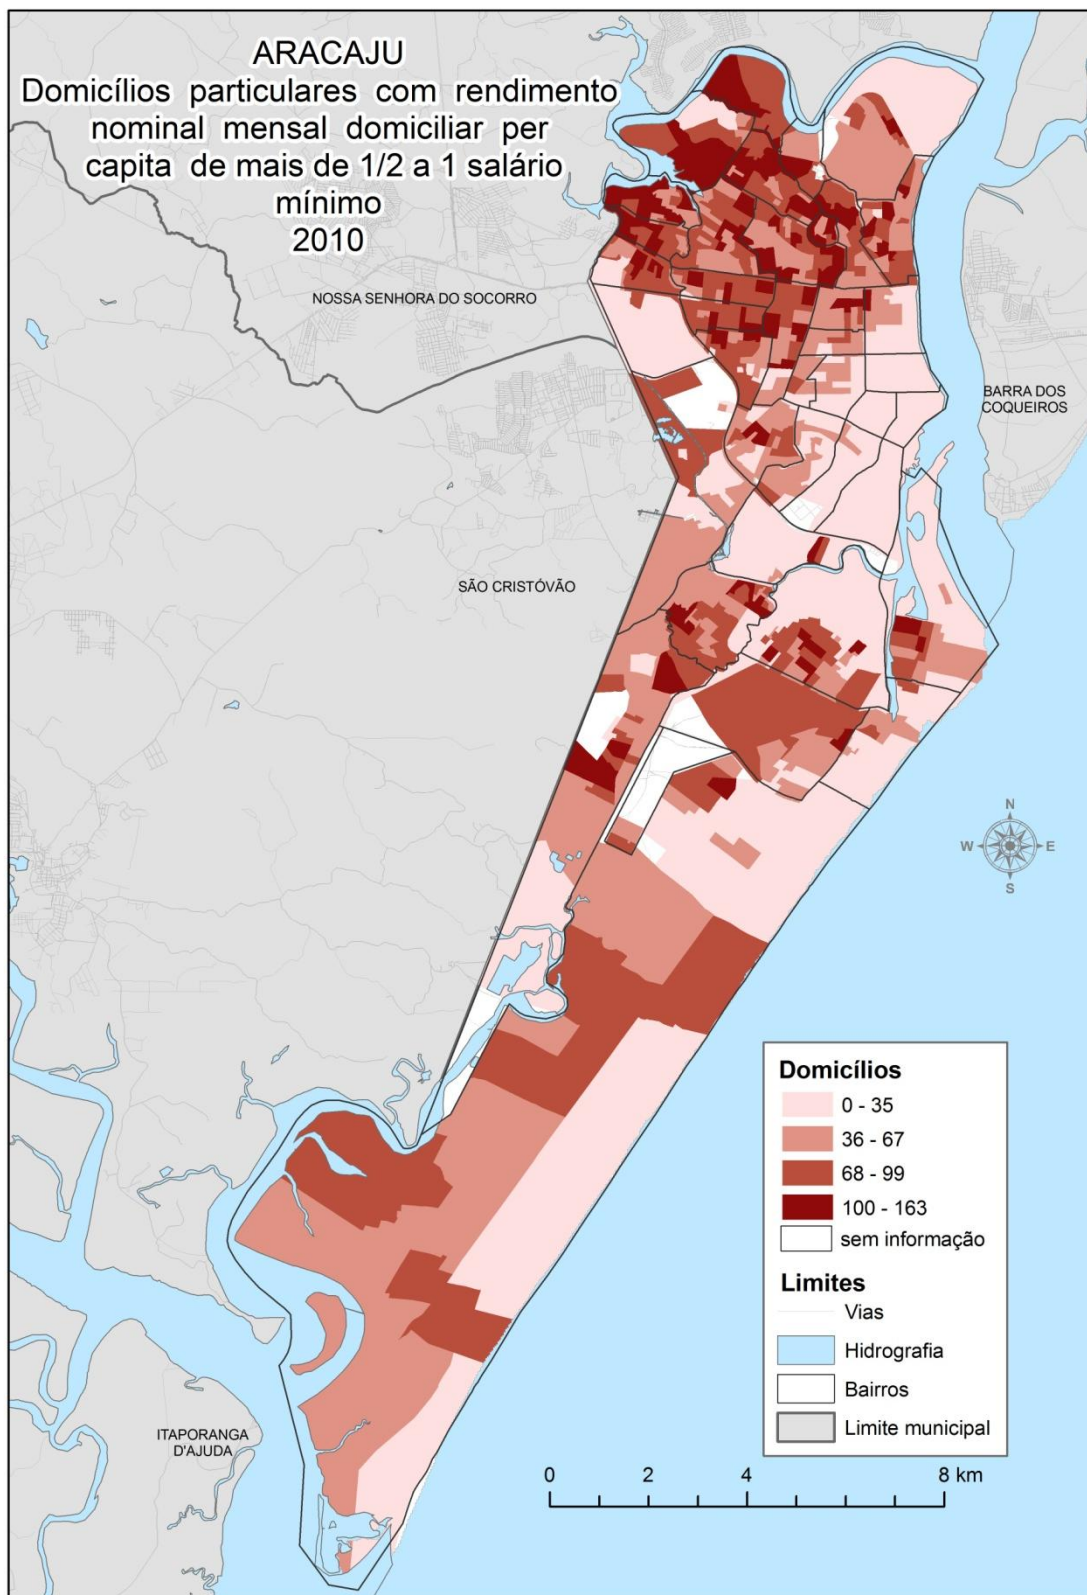 ARACAJU
Domicílios particulares com rendimento
nominal mensal domiciliar per
capita de mais de 1/2 a 1 salário
mínimo
2010
NOSSA SENHORA DO SOCORRO
BARRA DOS
COQUEIROS
SÃO CRISTÓVÃO
N
W
E
S
Domicílios
0 - 35
36 - 67
68 - 99
100 - 163
sem informação
Limites
Vias
Hidrografia
Bairros
Limite municipal
ITAPORANGA
D'AJUDA
0 2 4 8 km